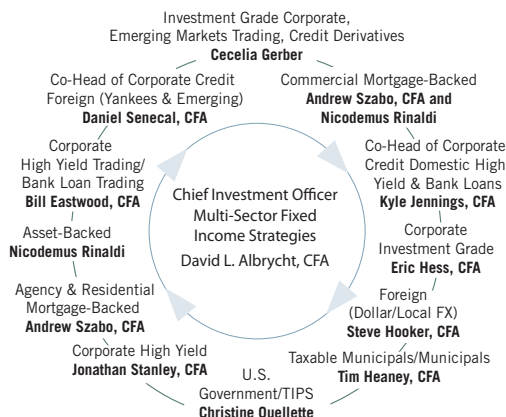 Investment Grade Corporate,
Emerging Markets Trading, Credit Derivatives
Cecelia Gerber
Commercial Mortgage-Backed
Andrew Szabo, CFA and
Nicodemus Rinaldi
Co-Head of Corporate
Credit Domestic High
Yield & Bank Loans
Kyle Jennings, CFA
Corporate
Investment Grade
Eric Hess, CFA
Foreign
(Dollar/Local FX)
Steve Hooker, CFA
Taxable Municipals/Municipals
Tim Heaney, CFA
U.S.
Government/TIPS
Christine Ouellette
Corporate High Yield
Jonathan Stanley, CFA
Agency & Residential
Mortgage-Backed
Andrew Szabo, CFA
Asset-Backed
Nicodemus Rinaldi
Corporate
High Yield Trading/
Bank Loan Trading
Bill Eastwood, CFA
Co-Head of Corporate Credit
Foreign (Yankees & Emerging)
Daniel Senecal, CFA
Chief Investment Officer
Multi-Sector Fixed
Income Strategies
David L. Albrycht, CFA